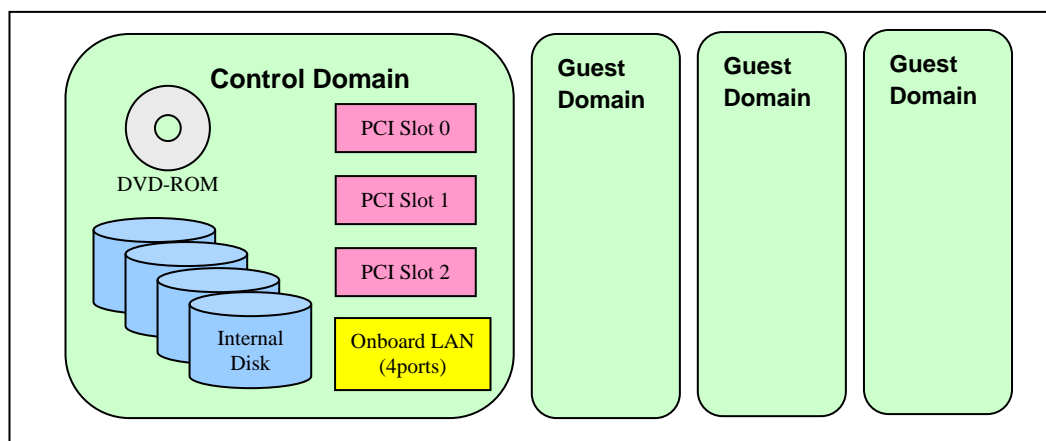 Control Domain
DVD-ROM
PCI Slot 0
PCI Slot 1
PCI Slot 2
Internal
Disk
Onboard LAN
(4ports)
Guest
Domain
Guest
Domain
Guest
Domain